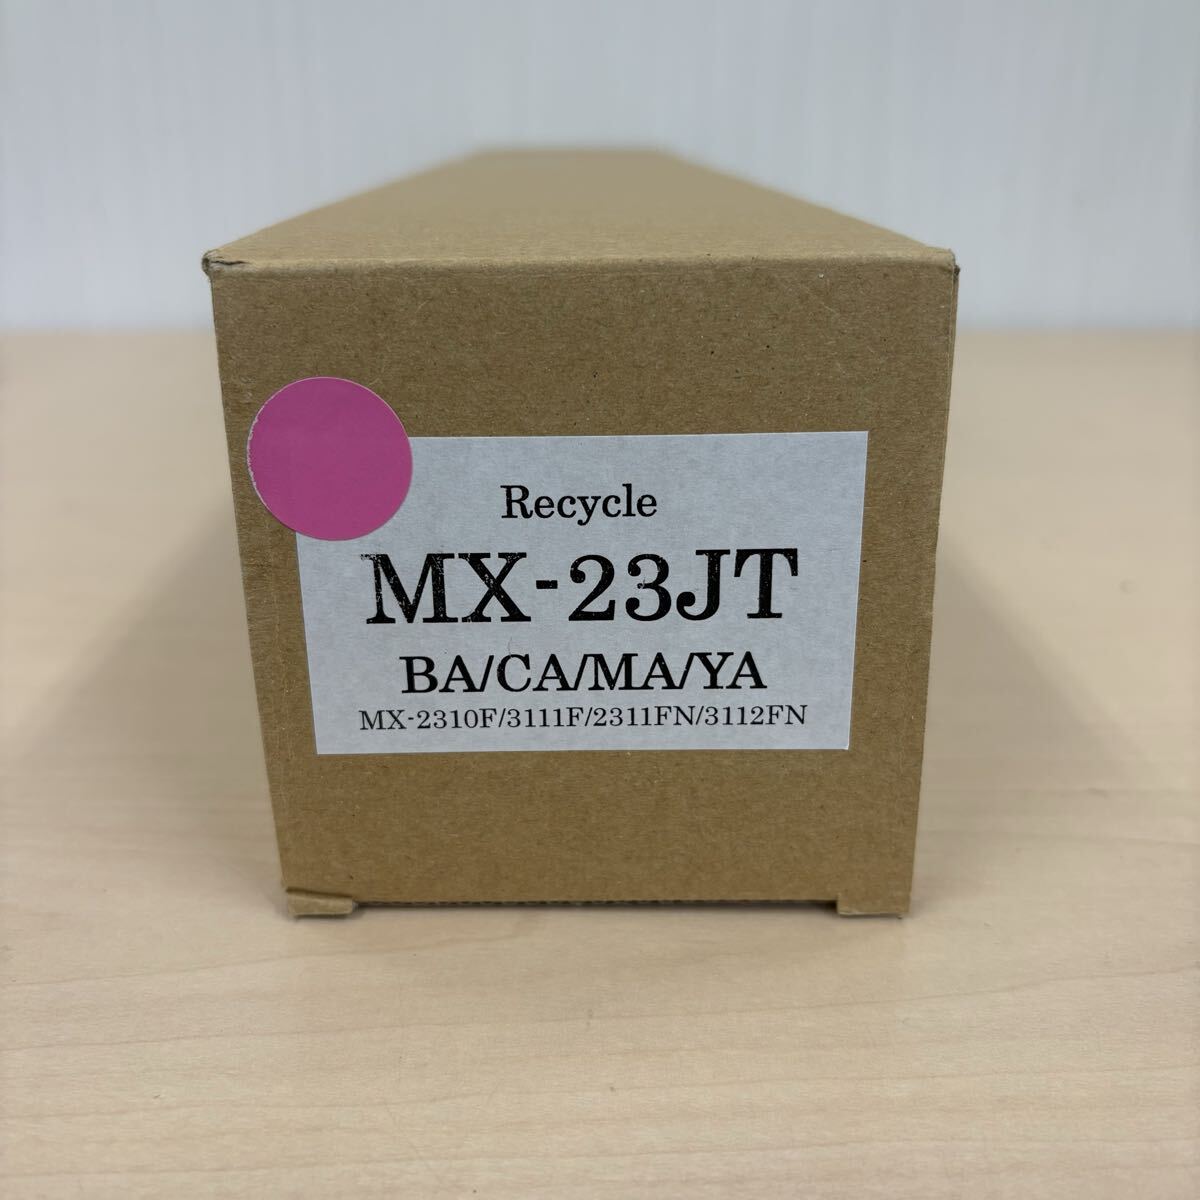 Recycle
MX-23JT
BA/CA/MA/YA
MX-2310F/3111F/2311FN/3112FN